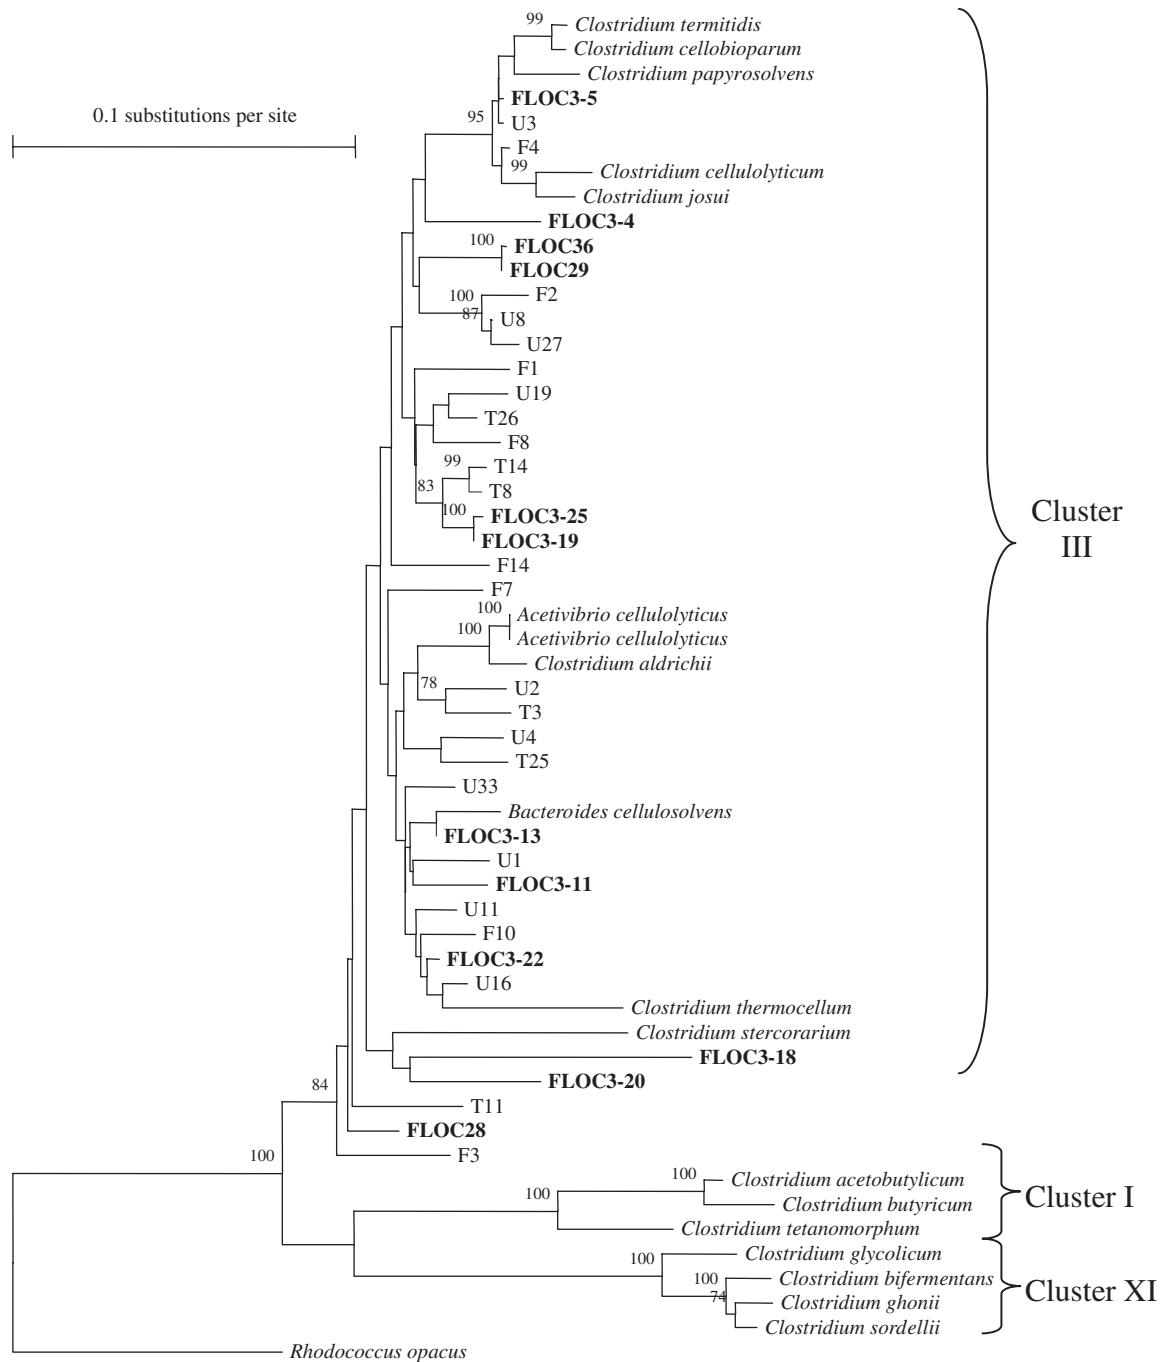 99
Clostridium termitidis
Clostridium cellobioparum
Clostridium papyrosolvens
FLOC3-5
0.1 substitutions per site
95
U3
F4
99
Clostridium cellulolyticum
Clostridium josui
FLOC3-4
100
FLOC36
FLOC29
100
F2
87
U8
U27
F1
U19
T26
F8
99
T14
83
T8
100
FLOC3-25
Cluster
III
FLOC3-19
F14
F7
100
Acetivibrio cellulolyticus
100
Acetivibrio cellulolyticus
Clostridium aldrichii
78
U2
T3
U4
T25
U33
Bacteroides cellulosolvens
FLOC3-13
U1
FLOC3-11
U11
F10
FLOC3-22
U16
Clostridium thermocellum
Clostridium stercorarium
FLOC3-18
FLOC3-20
84
T11
FLOC28
F3
100
100
Clostridium acetobutylicum
100
Clostridium butyricum
Cluster I
Clostridium tetanomorphum
100
Clostridium glycolicum
100
Clostridium bifermentans
74
Cluster XI
Clostridium ghonii
Clostridium sordellii
Rhodococcus opacus